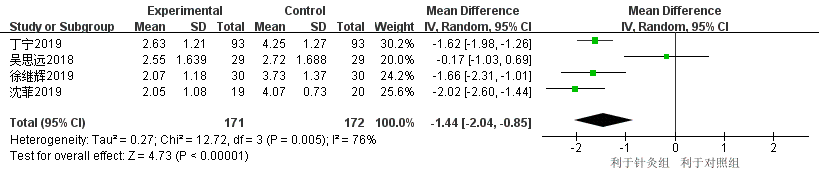 Experimental Control Mean Difference Mean Difference
Study or Subgroup Mean SD Total Mean SD Total Weight IV, Random, 95% CI IV, Random, 95% CI
丁宁2019 2.63 1.21 93 4.25 1.27 93 30.2% -1.62 [-1.98, -1.26]
吴思远2018 2.55 1.639 29 2.72 1.688 29 20.0% -0.17 [-1.03, 0.69]
徐继辉2019 2.07 1.18 30 3.73 1.37 30 24.2% -1.66 [-2.31, -1.01]
沈菲2019 2.05 1.08 19 4.07 0.73 20 25.6% -2.02 [-2.60, -1.44]
Total (95% CI) 171 172 100.0% -1.44 [-2.04, -0.85]
Heterogeneity: Tau² = 0.27; Chi² = 12.72, df = 3 (P = 0.005); I² = 76%
Test for overall effect: Z = 4.73 (P < 0.00001)
-2 -1 0 1 2
利于针灸组 利于对照组